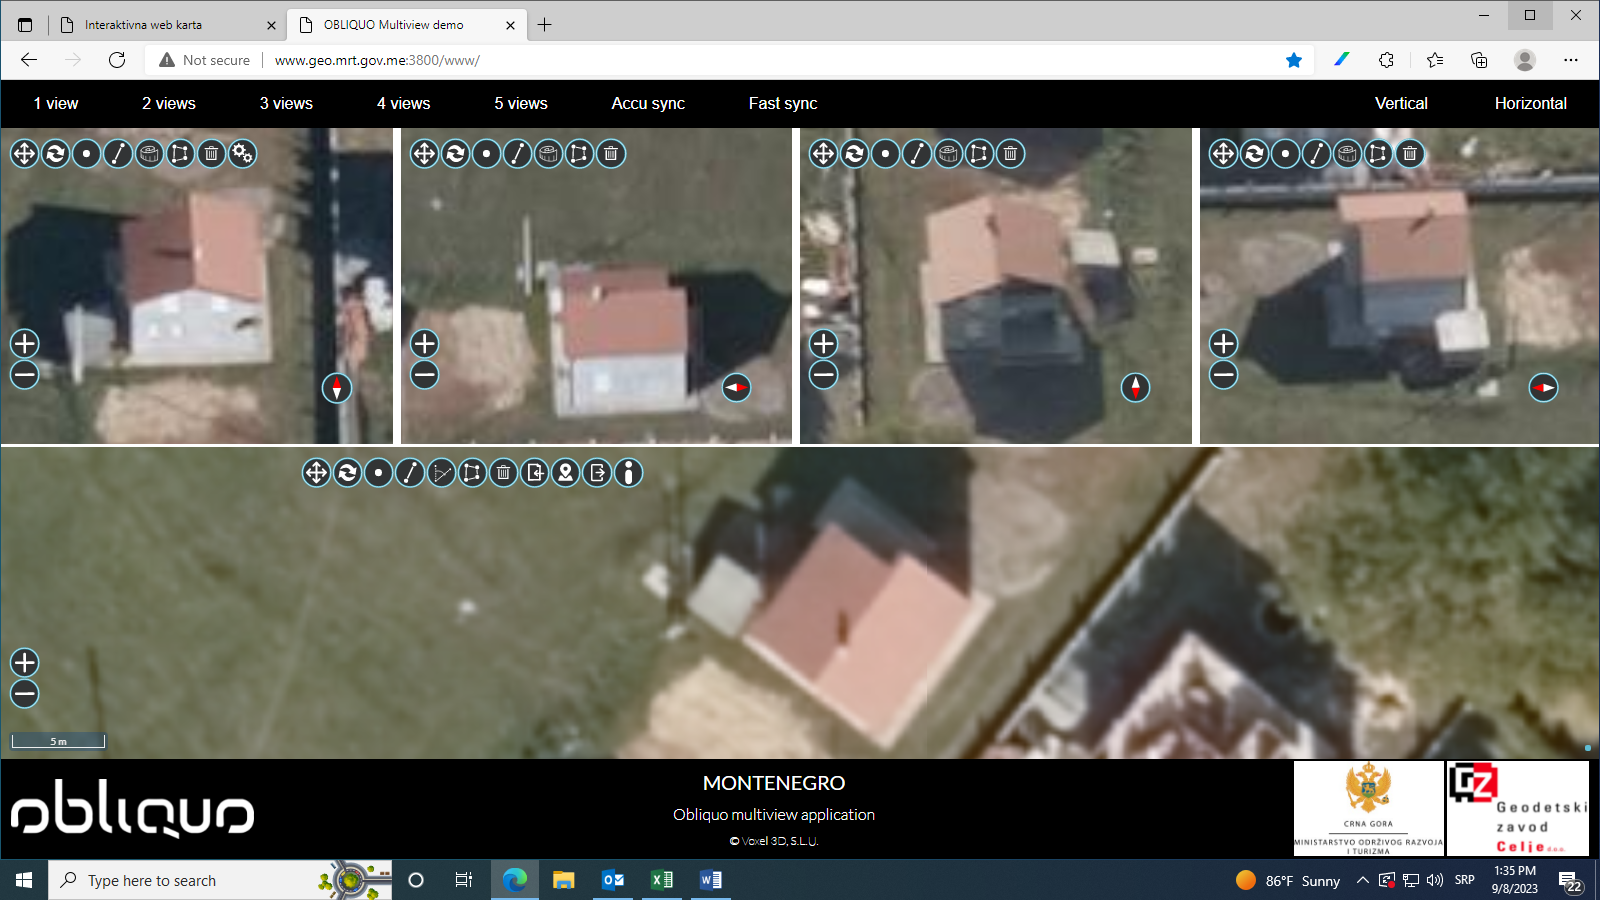 Interaktivna web karta
OBLIQUO Multiview demo
Not secure
www.geo.mrt.gov.me:3800/www/
1 view
2 views
3 views
4 views
5 views
Accu sync
Fast sync
Vertical
Horizontal
5 m
obliquo
MONTENEGRO
Obliquo multiview application
© Voxel 3D, S.L.U.
CRNA GORA
MINISTARSTVO ODRŽIVOG RAZVOJA
I TURIZMA
GZ
Geodetski
zavod
Celje d.o.o.
Type here to search
86°F Sunny
SRP
1:35 PM
9/8/2023
22